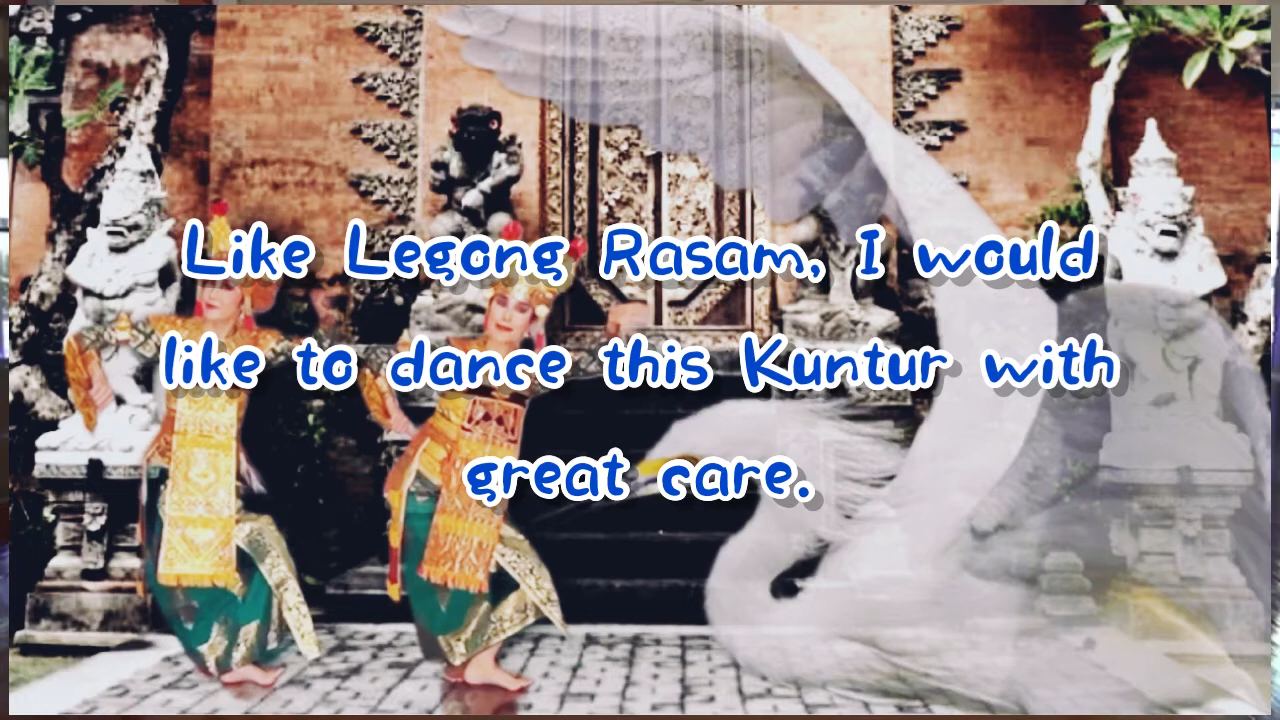 Like Legong Rasam, I would
like to dance this Kuntur with
great care.